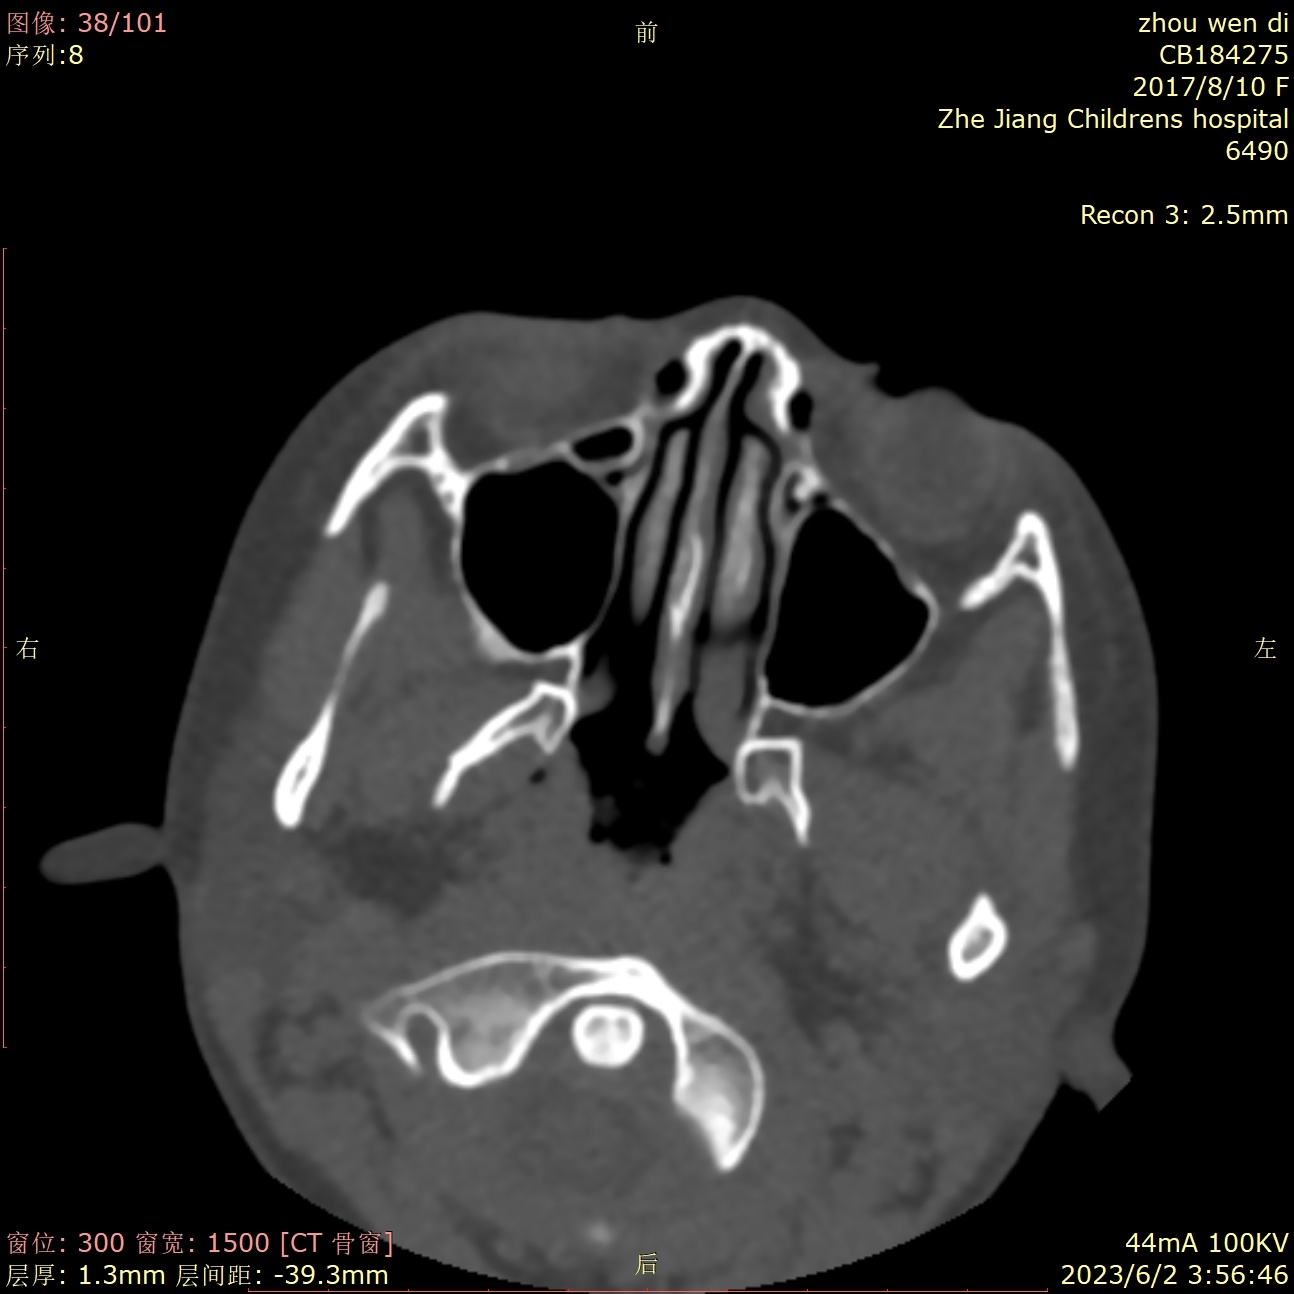 图像: 38/101
序列:8
前
zhou wen di
CB184275
2017/8/10 F
Zhe Jiang Childrens hospital
6490
Recon 3: 2.5mm
右
左
窗位: 300 窗宽: 1500 [CT 骨窗]
层厚: 1.3mm 层间距: -39.3mm
后
44mA 100KV
2023/6/2 3:56:46